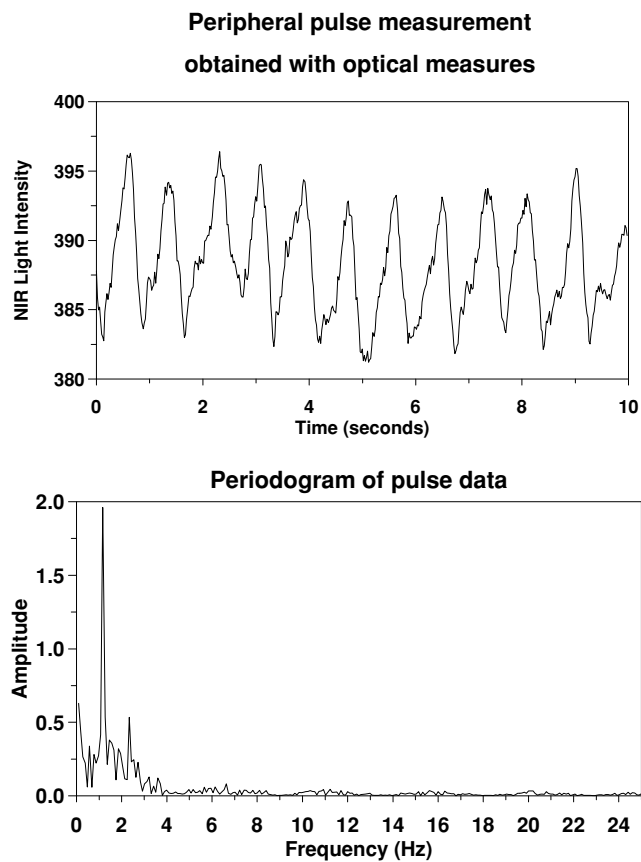 Peripheral pulse measurement
obtained with optical measures
400
395
390
385
380
NIR Light Intensity
0 2 4 6 8 10
Time (seconds)
Periodogram of pulse data
2.0
1.5
1.0
0.5
0.0
Amplitude
0 2 4 6 8 10 12 14 16 18 20 22 24
Frequency (Hz)